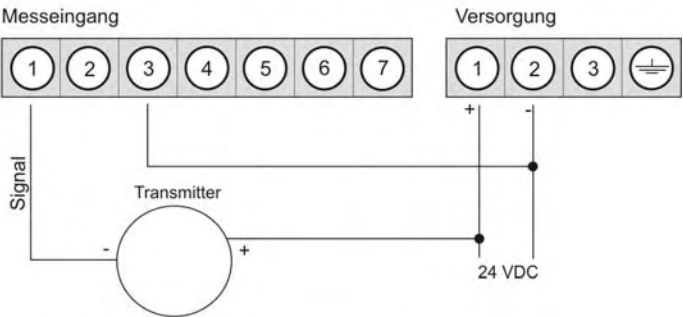 Messeingang
Versorgung
1 2 3 4 5 6 7
1 2 3
+ -
Signal
Transmitter
- +
24 VDC